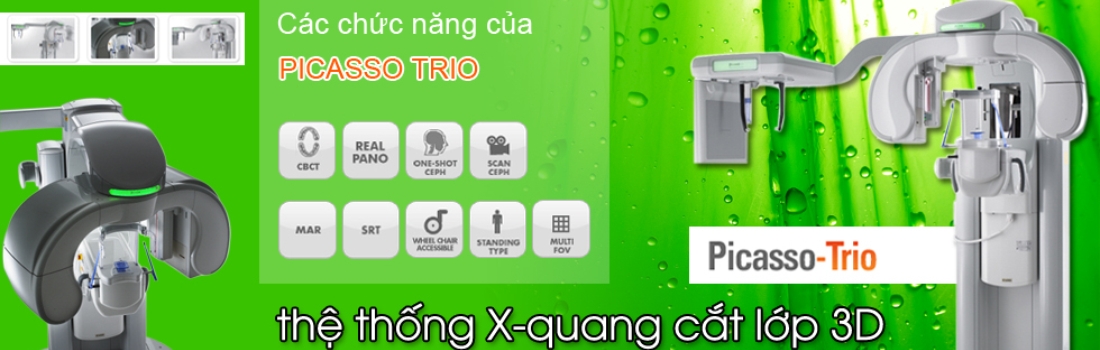 Các chức năng của
PICASSO TRIO
CBCT
REAL
PANO
ONE-SHOT
CEPH
SCAN
CEPH
MAR
SRT
WHEEL CHAIR
ACCESSIBLE
STANDING
TYPE
MULTI
FOV
Picasso-Trio
thệ thống X-quang cắt lớp 3D